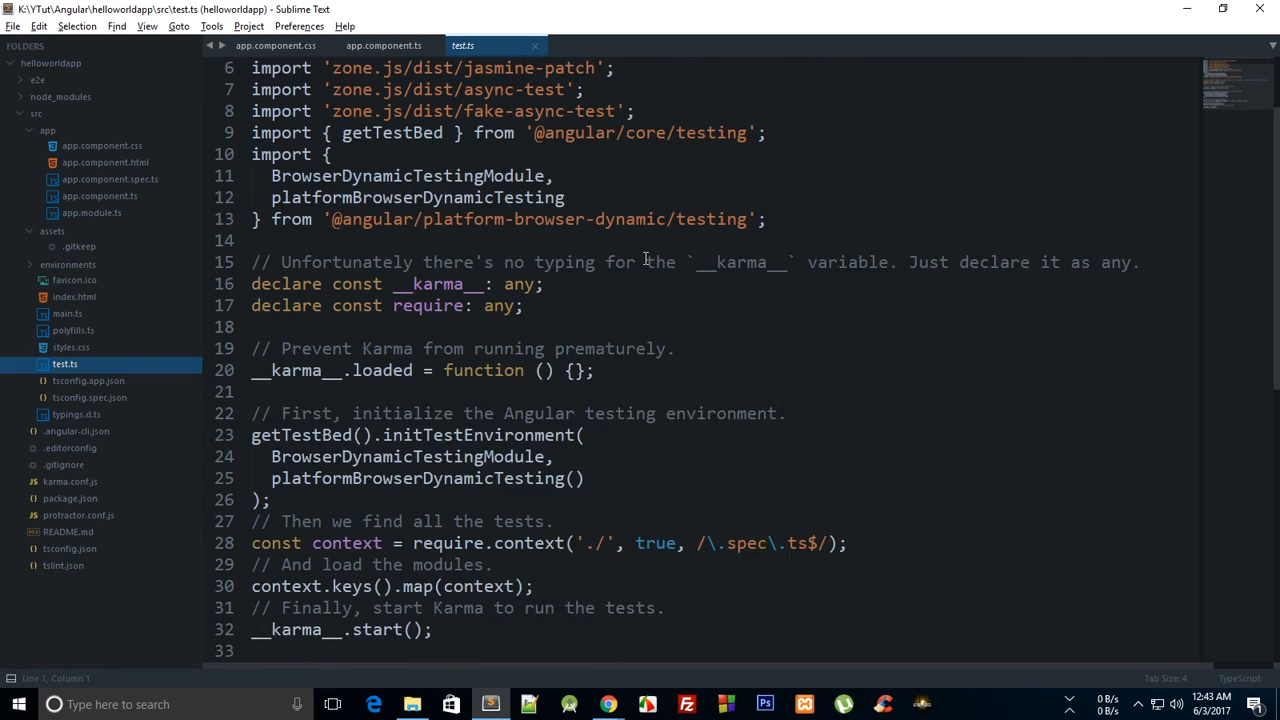 K:\YTut\Angular\helloworldapp\src\test.ts (helloworldapp) - Sublime Text
File Edit Selection Find View Goto Tools Project Preferences Help
FOLDERS
helloworldapp
e2e
node_modules
src
app
app.component.css
app.component.html
app.component.spec.ts
app.component.ts
app.module.ts
assets
.gitkeep
environments
favicon.ico
index.html
main.ts
polyfills.ts
styles.css
test.ts
tsconfig.app.json
tsconfig.spec.json
typings.d.ts
.angular-cli.json
.editorconfig
.gitignore
karma.conf.js
package.json
protractor.conf.js
README.md
tsconfig.json
tslint.json
app.component.css app.component.ts test.ts
6 import 'zone.js/dist/jasmine-patch';
7 import 'zone.js/dist/async-test';
8 import 'zone.js/dist/fake-async-test';
9 import { getTestBed } from '@angular/core/testing';
10 import {
11 BrowserDynamicTestingModule,
12 platformBrowserDynamicTesting
13 } from '@angular/platform-browser-dynamic/testing';
14
15 // Unfortunately there's no typing for the `__karma__` variable. Just declare it as any.
16 declare const __karma__: any;
17 declare const require: any;
18
19 // Prevent Karma from running prematurely.
20 __karma__.loaded = function () {};
21
22 // First, initialize the Angular testing environment.
23 getTestBed().initTestEnvironment(
24 BrowserDynamicTestingModule,
25 platformBrowserDynamicTesting()
26 );
27 // Then we find all the tests.
28 const context = require.context('./', true, /\.spec\.ts$/);
29 // And load the modules.
30 context.keys().map(context);
31 // Finally, start Karma to run the tests.
32 __karma__.start();
33
Line 1, Column 1 Tab Size: 4 TypeScript
Type here to search
0 B/s
0 B/s
12:43 AM
6/3/2017